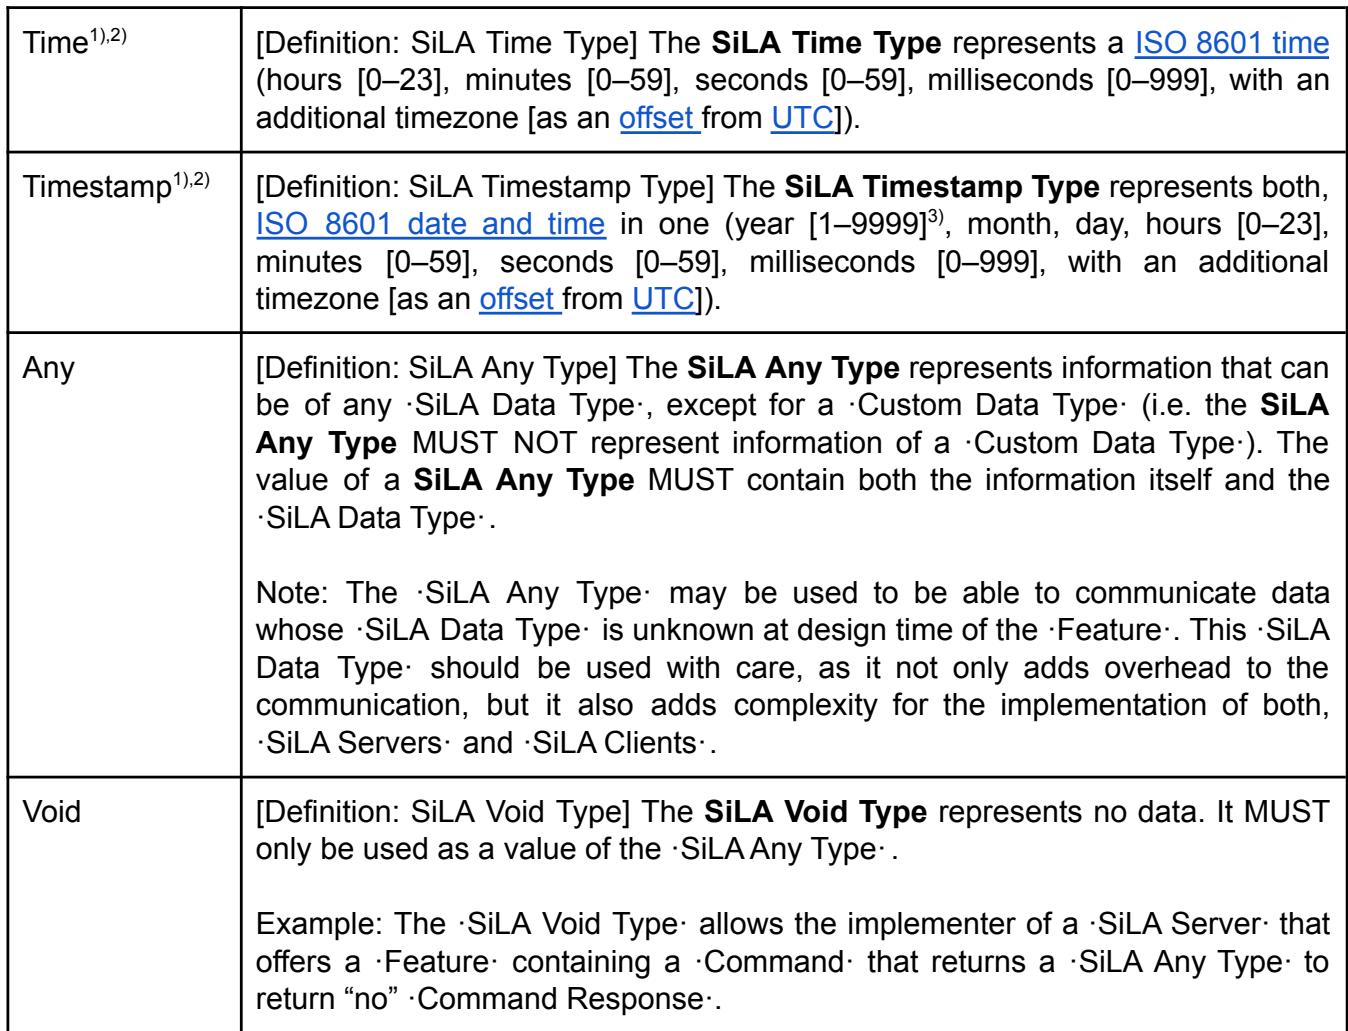 Time1),2)
[Definition: SiLA Time Type] The SiLA Time Type represents a ISO 8601 time
(hours [0–23], minutes [0–59], seconds [0–59], milliseconds [0–999], with an
additional timezone [as an offset from UTC]).
Timestamp1),2)
[Definition: SiLA Timestamp Type] The SiLA Timestamp Type represents both,
ISO 8601 date and time in one (year [1–9999]3), month, day, hours [0–23],
minutes [0–59], seconds [0–59], milliseconds [0–999], with an additional
timezone [as an offset from UTC]).
Any
[Definition: SiLA Any Type] The SiLA Any Type represents information that can
be of any ·SiLA Data Type·, except for a ·Custom Data Type· (i.e. the SiLA
Any Type MUST NOT represent information of a ·Custom Data Type·). The
value of a SiLA Any Type MUST contain both the information itself and the
·SiLA Data Type·.
Note: The ·SiLA Any Type· may be used to be able to communicate data
whose ·SiLA Data Type· is unknown at design time of the ·Feature·. This ·SiLA
Data Type· should be used with care, as it not only adds overhead to the
communication, but it also adds complexity for the implementation of both,
·SiLA Servers· and ·SiLA Clients·.
Void
[Definition: SiLA Void Type] The SiLA Void Type represents no data. It MUST
only be used as a value of the ·SiLA Any Type·.
Example: The ·SiLA Void Type· allows the implementer of a ·SiLA Server· that
offers a ·Feature· containing a ·Command· that returns a ·SiLA Any Type· to
return “no” ·Command Response·.